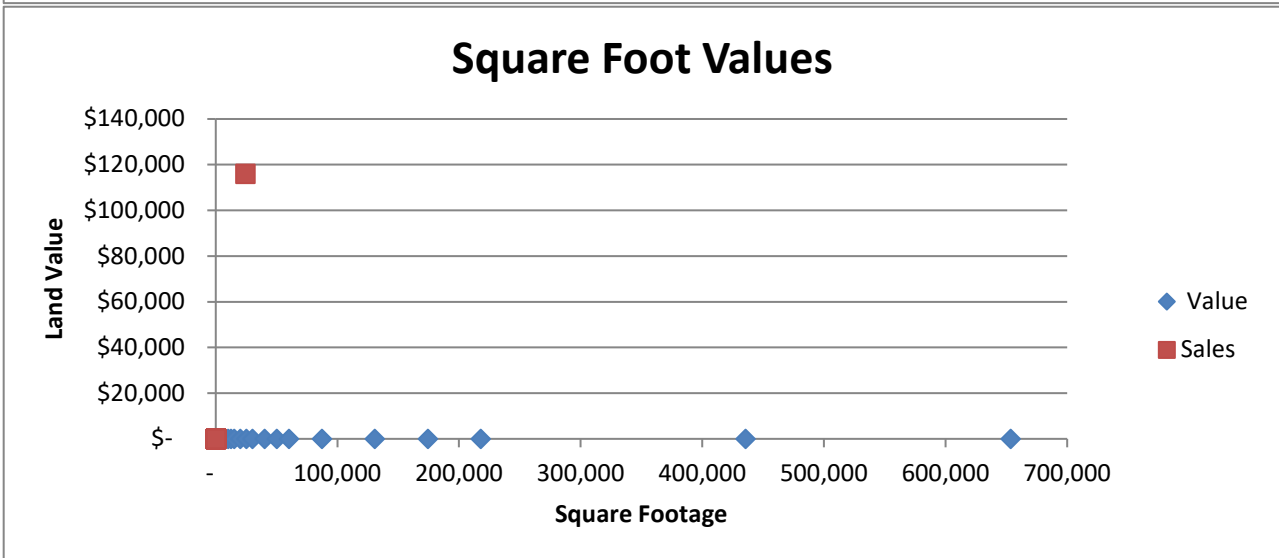 Square Foot Values
$140,000
$120,000
$100,000
$80,000
$60,000
$40,000
$20,000
$-
Land Value
- 100,000 200,000 300,000 400,000 500,000 600,000 700,000
Square Footage
Value
Sales